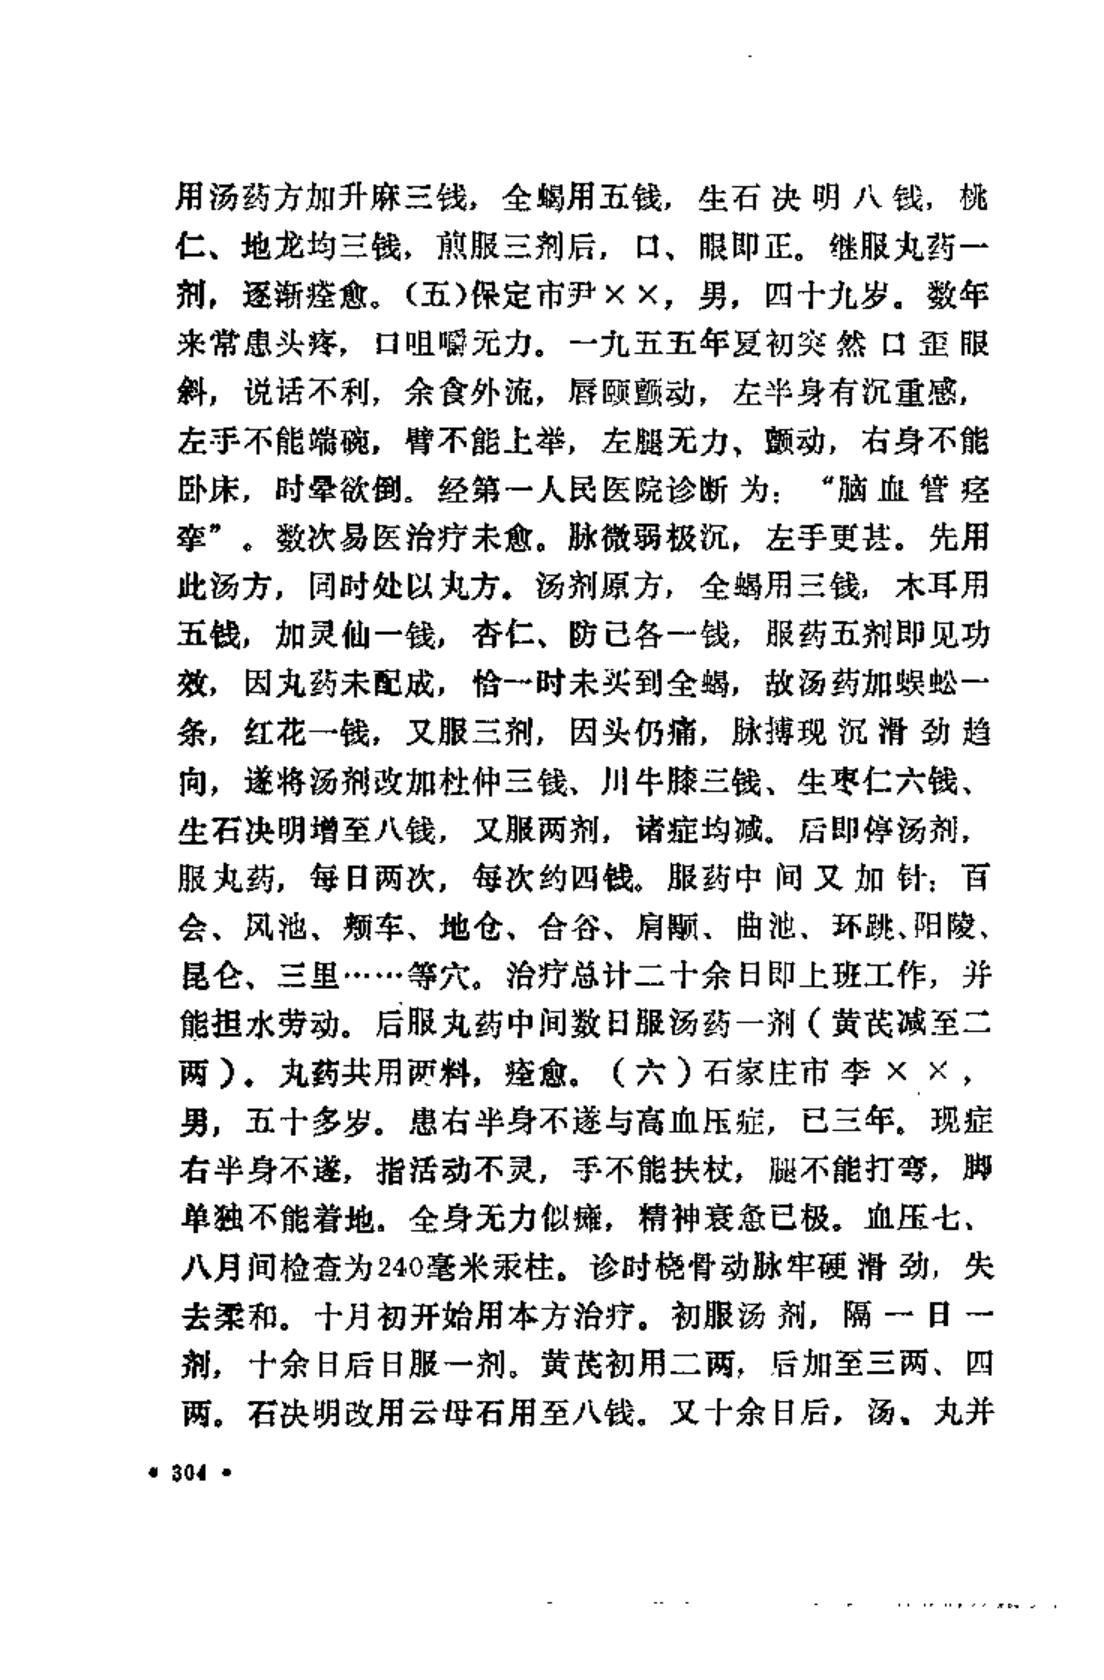 用汤药方加升麻三钱，全蝎用五钱，生石决明八钱，桃
仁、地龙均三钱，煎服三剂后，口、眼即正。继服丸药一
剂，逐渐痊愈。（五）保定市尹××，男，四十九岁。数年
来常患头疼，口咀嚼无力。一九五五年夏初突然口歪眼
斜，说话不利，余食外流，唇颐颤动，左半身有沉重感，
左手不能端碗，臂不能上举，左腿无力、颤动，右身不能
卧床，时晕欲倒。经第一人民医院诊断为：“脑血管痉
挛”。数次易医治疗未愈。脉微弱极沉，左手更甚。先用
此汤方，同时处以丸方。汤剂原方，全蝎用三钱，木耳用
五钱，加灵仙一钱，杏仁、防己各一钱，服药五剂即见功
效，因丸药未配成，恰一时未买到全蝎，故汤药加蜈蚣一
条，红花一钱，又服三剂，因头仍痛，脉搏现沉滑劲趋
向，遂将汤剂改加杜仲三钱、川牛膝三钱、生枣仁六钱、
生石决明增至八钱，又服两剂，诸症均减。后即停汤剂，
服丸药，每日两次，每次约四钱。服药中间又加针：百
会、风池、颊车、地仓、合谷、肩颙、曲池、环跳、阳陵、
昆仑、三里……等穴。治疗总计二十余日即上班工作，并
能担水劳动。后服丸药中间数日服汤药一剂（黄芪减至二
两）。丸药共用两料，痊愈。（六）石家庄市李××，
男，五十多岁。患右半身不遂与高血压症，已三年。现症
右半身不遂，指活动不灵，手不能扶杖，腿不能打弯，脚
单独不能着地。全身无力似瘫，精神衰惫已极。血压七、
八月间检查为240毫米汞柱。诊时桡骨动脉牢硬滑劲，失
去柔和。十月初开始用本方治疗。初服汤剂，隔一日一
剂，十余日后日服一剂。黄芪初用二两，后加至三两、四
两。石决明改用云母石用至八钱。又十余日后，汤、丸并
• 304 •